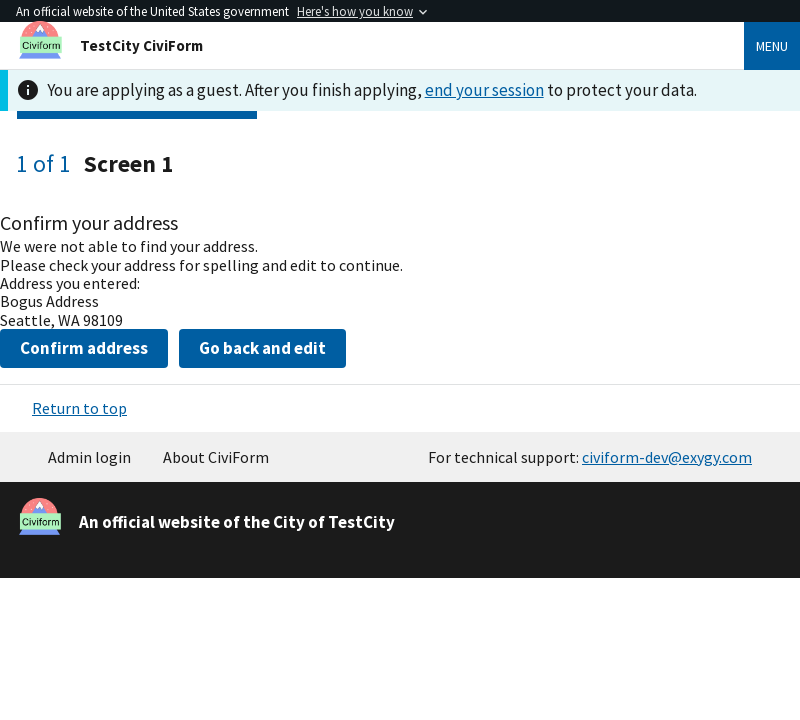 An official website of the United States government Here's how you know
Civiform TestCity CiviForm MENU
You are applying as a guest. After you finish applying, end your session to protect your data.
1 of 1 Screen 1
Confirm your address
We were not able to find your address.
Please check your address for spelling and edit to continue.
Address you entered:
Bogus Address
Seattle, WA 98109
Confirm address Go back and edit
Return to top
Admin login About CiviForm For technical support: civiform-dev@exygy.com
Civiform An official website of the City of TestCity